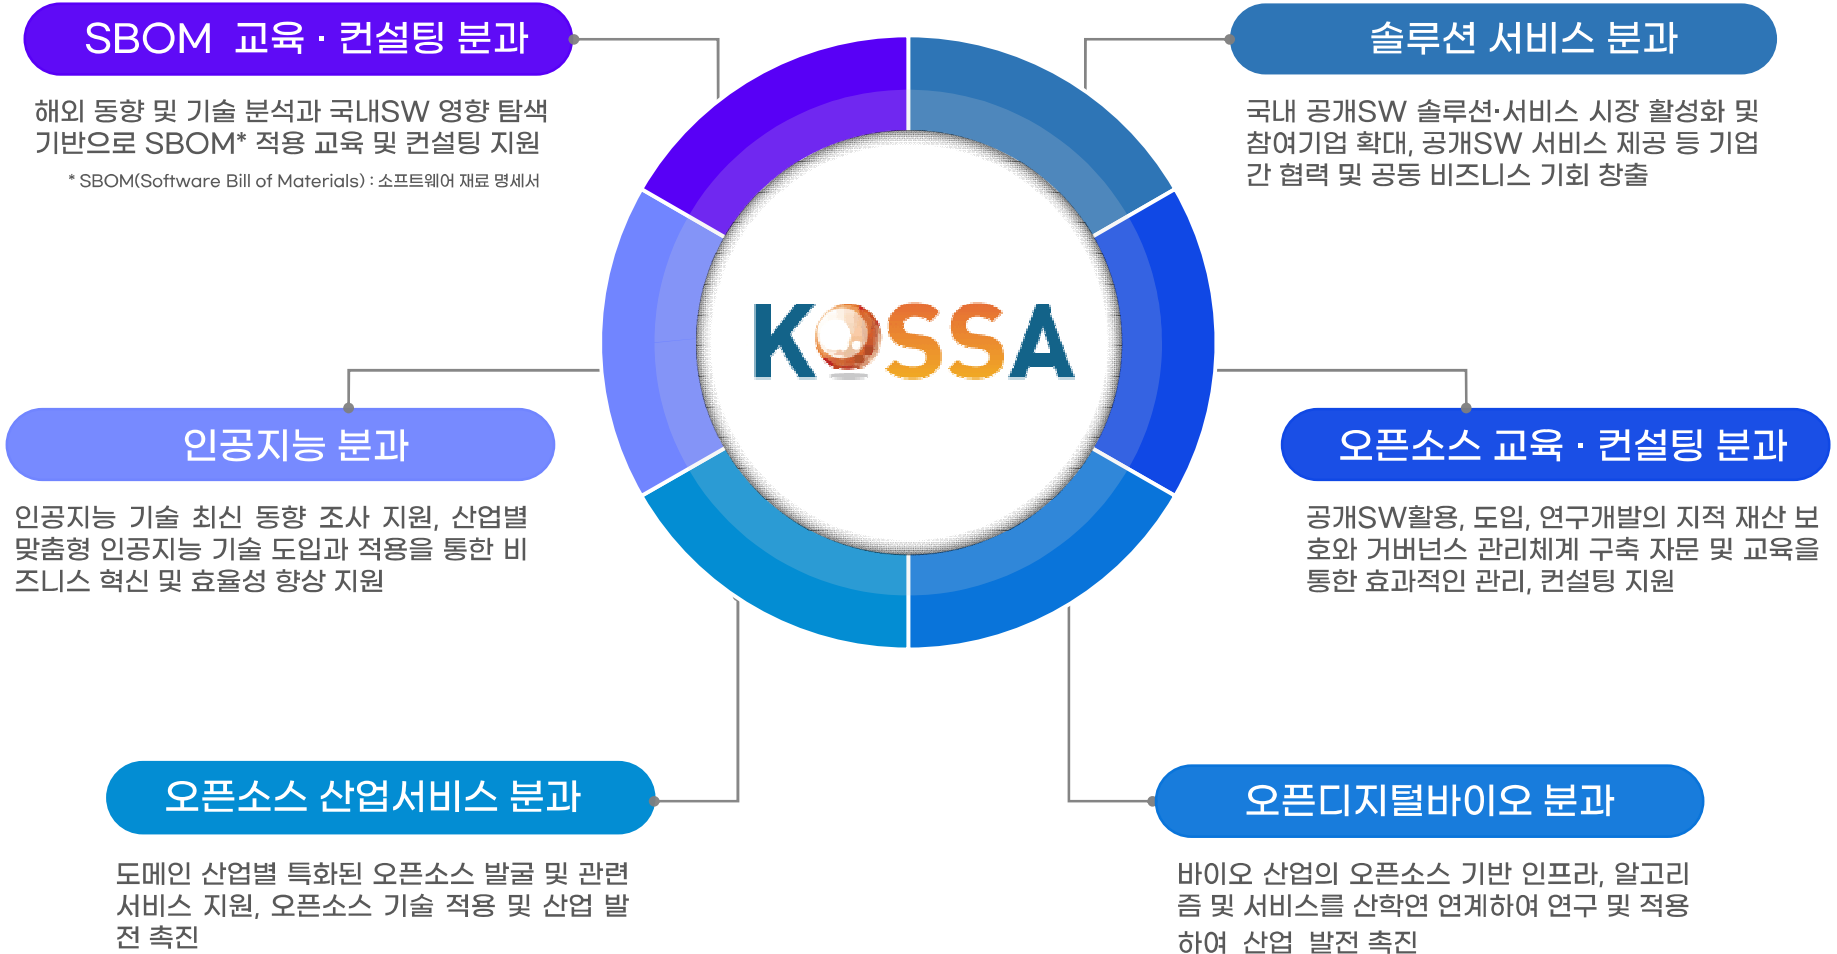 SBOM 교육 · 컨설팅 분과
해외 동향 및 기술 분석과 국내SW 영향 탐색
기반으로 SBOM* 적용 교육 및 컨설팅 지원
* SBOM(Software Bill of Materials) : 소프트웨어 재료 명세서
솔루션 서비스 분과
국내 공개SW 솔루션·서비스 시장 활성화 및
참여기업 확대, 공개SW 서비스 제공 등 기업
간 협력 및 공동 비즈니스 기회 창출
KOSSA
인공지능 분과
인공지능 기술 최신 동향 조사 지원, 산업별
맞춤형 인공지능 기술 도입과 적용을 통한 비
즈니스 혁신 및 효율성 향상 지원
오픈소스 교육 · 컨설팅 분과
공개SW활용, 도입, 연구개발의 지적 재산 보
호와 거버넌스 관리체계 구축 자문 및 교육을
통한 효과적인 관리, 컨설팅 지원
오픈소스 산업서비스 분과
도메인 산업별 특화된 오픈소스 발굴 및 관련
서비스 지원, 오픈소스 기술 적용 및 산업 발
전 촉진
오픈디지털바이오 분과
바이오 산업의 오픈소스 기반 인프라, 알고리
즘 및 서비스를 산학연 연계하여 연구 및 적용
하여 산업 발전 촉진